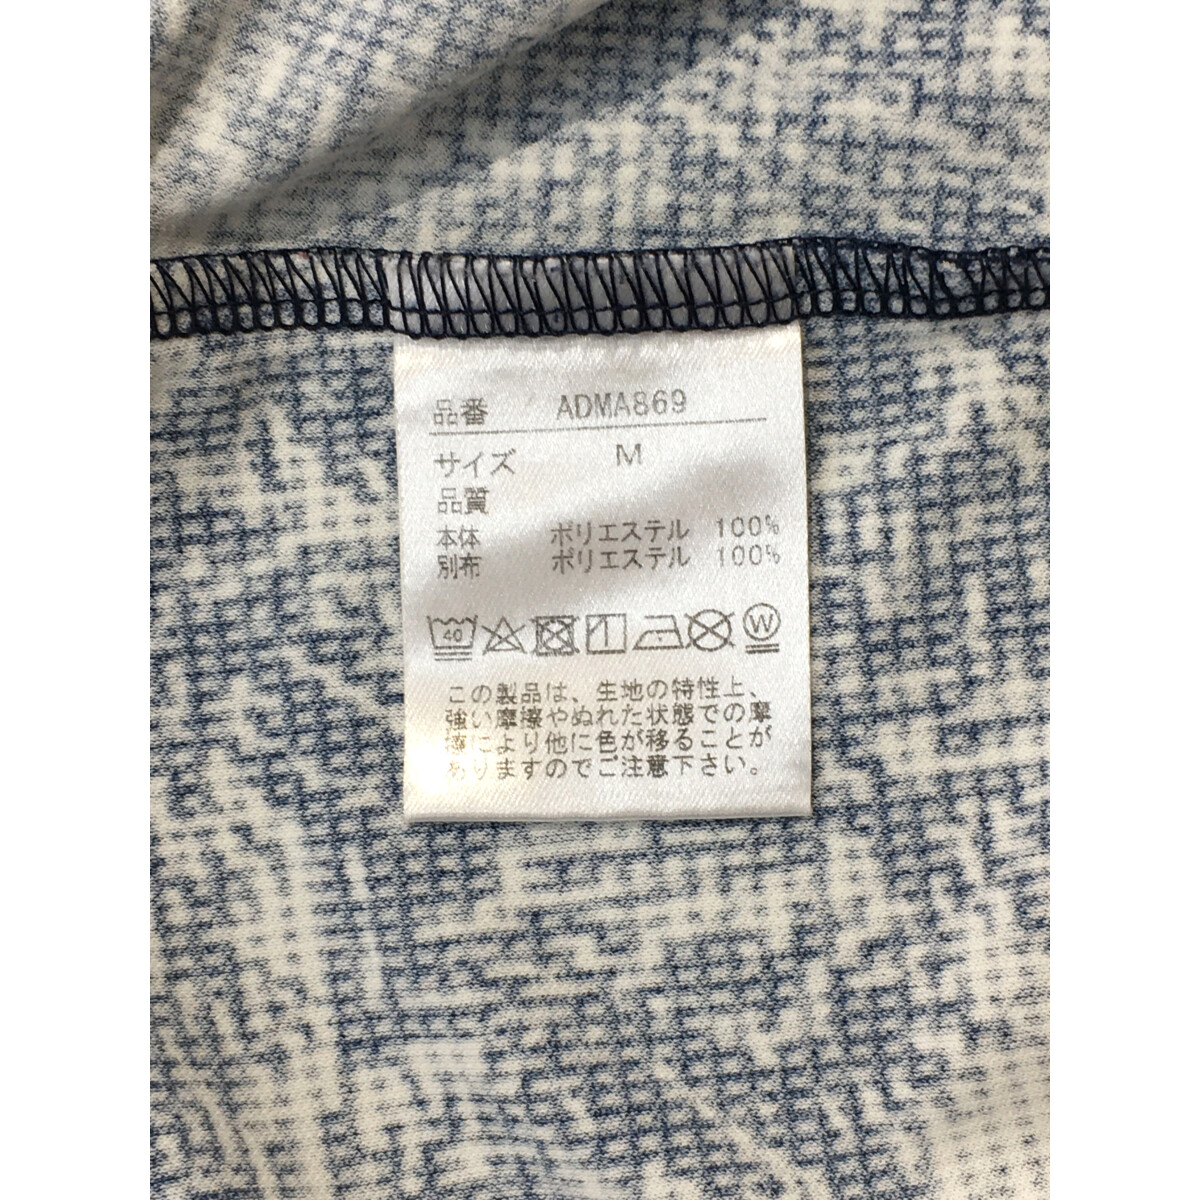 品番 ADMA869
サイズ M
品質
本体 ポリエステル 100%
別布 ポリエステル 100%
40 W
この製品は、生地の特性上、
強い摩擦やぬれた状態での摩
擦により他に色が移ることが
ありますのでご注意下さい。